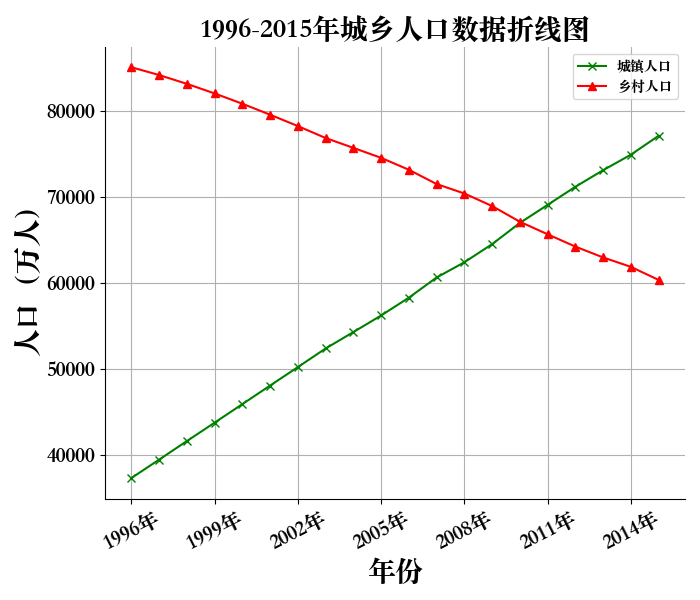 1996-2015年城乡人口数据折线图
城镇人口
乡村人口
人口（万人）
80000
70000
60000
50000
40000
1996年
1999年
2002年
2005年
2008年
2011年
2014年
年份